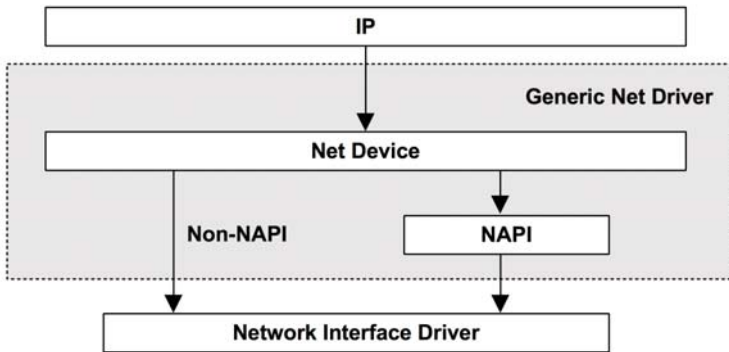 IP
Generic Net Driver
Net Device
Non-NAPI
NAPI
Network Interface Driver